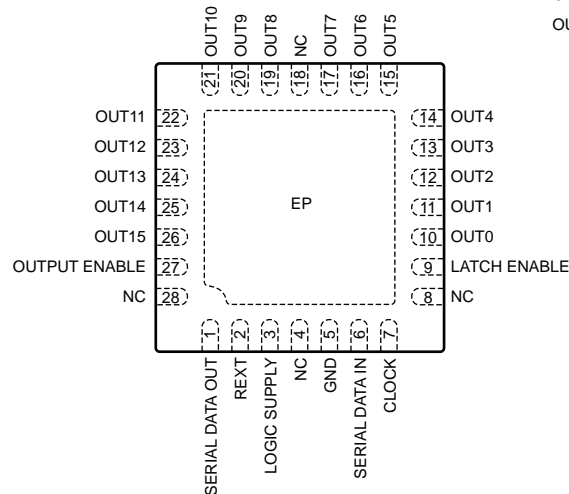 OUT10
OUT9
OUT8
NC
OUT7
OUT6
OUT5
21
20
19
18
17
16
15
OUT11 22
OUT12 23
OUT13 24
OUT14 25
OUT15 26
OUTPUT ENABLE 27
NC 28
EP
14 OUT4
13 OUT3
12 OUT2
11 OUT1
10 OUT0
9 LATCH ENABLE
8 NC
1
2
3
4
5
6
7
SERIAL DATA OUT
REXT
LOGIC SUPPLY
NC
GND
SERIAL DATA IN
CLOCK